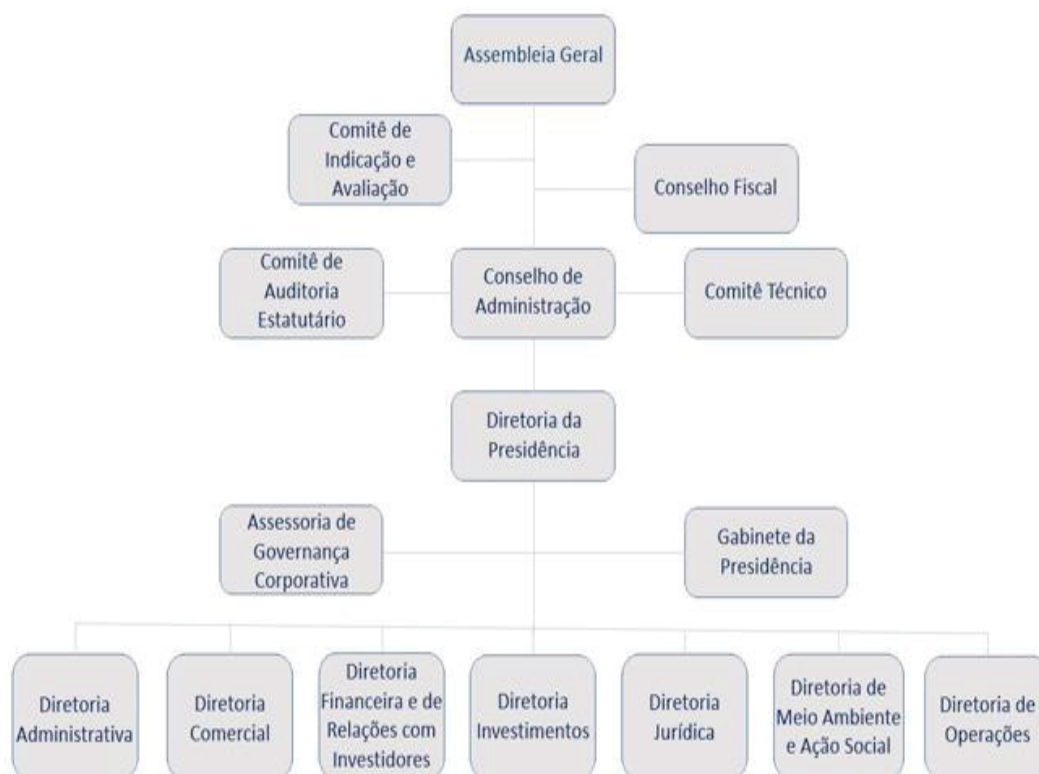 Assembleia Geral
Comitê de
Indicação e
Avaliação
Conselho Fiscal
Comitê de
Auditoria
Estatutário
Conselho de
Administração
Comitê Técnico
Diretoria da
Presidência
Assessoria de
Governança
Corporativa
Gabinete da
Presidência
Diretoria
Administrativa
Diretoria
Comercial
Diretoria
Financeira e de
Relações com
Investidores
Diretoria
Investimentos
Diretoria
Jurídica
Diretoria de
Meio Ambiente
e Ação Social
Diretoria de
Operações